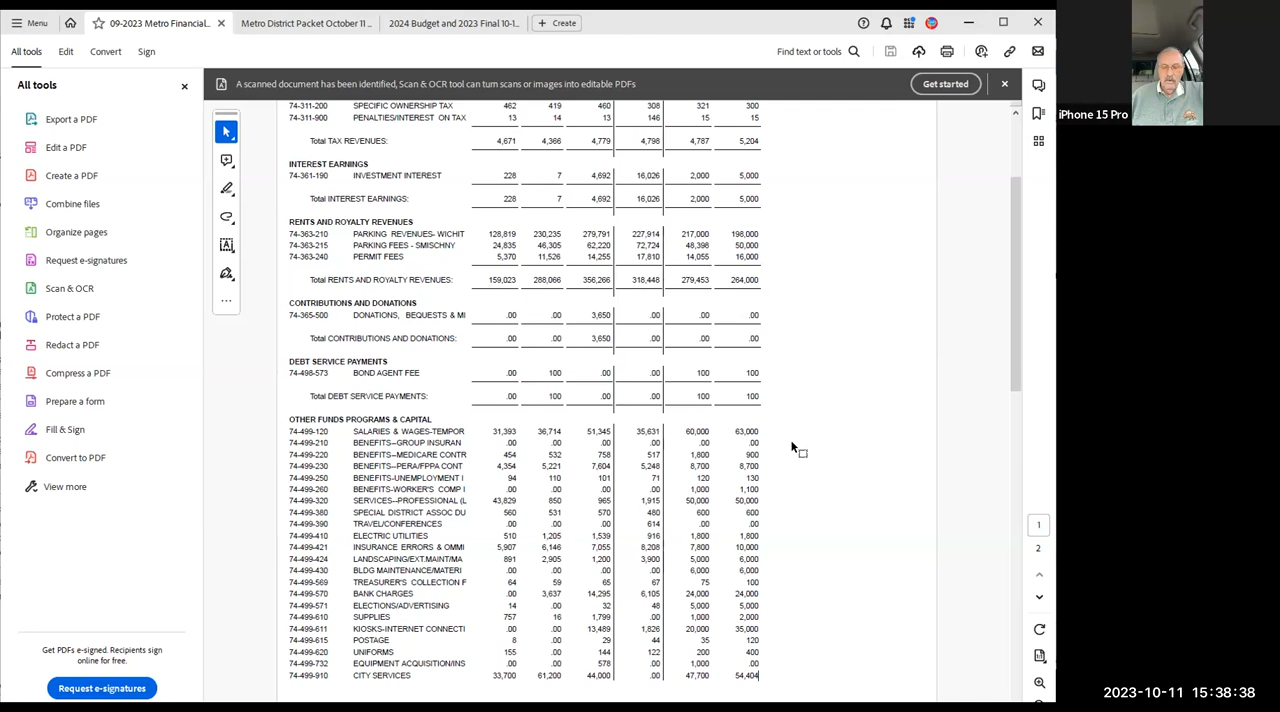 Menu
09-2023 Metro Financial...
Metro District Packet October 11 ...
2024 Budget and 2023 Final 10-1...
+ Create
All tools Edit Convert Sign
Find text or tools
All tools
A scanned document has been identified, Scan & OCR tool can turn scans or images into editable PDFs
Get started
Export a PDF
Edit a PDF
Create a PDF
Combine files
Organize pages
Request e-signatures
Scan & OCR
Protect a PDF
Redact a PDF
Compress a PDF
Prepare a form
Fill & Sign
Convert to PDF
View more
Get PDFs e-signed. Recipients sign
online for free.
Request e-signatures
74-311-200 SPECIFIC OWNERSHIP TAX 462 419 460 308 321 300
74-311-900 PENALTIES/INTEREST ON TAX 13 14 13 146 15 15
Total TAX REVENUES: 4,671 4,366 4,779 4,798 4,787 5,204
INTEREST EARNINGS
74-361-190 INVESTMENT INTEREST 228 7 4,692 16,026 2,000 5,000
Total INTEREST EARNINGS: 228 7 4,692 16,026 2,000 5,000
RENTS AND ROYALTY REVENUES
74-363-210 PARKING REVENUES- WICHIT 128,819 230,235 279,791 227,914 217,000 198,000
74-363-215 PARKING FEES - SMISCHNY 24,835 46,305 62,220 72,724 48,398 50,000
74-363-240 PERMIT FEES 5,370 11,526 14,255 17,810 14,055 16,000
Total RENTS AND ROYALTY REVENUES: 159,023 288,066 356,266 318,448 279,453 264,000
CONTRIBUTIONS AND DONATIONS
74-365-500 DONATIONS, BEQUESTS & MI .00 .00 3,650 .00 .00 .00
Total CONTRIBUTIONS AND DONATIONS: .00 .00 3,650 .00 .00 .00
DEBT SERVICE PAYMENTS
74-498-573 BOND AGENT FEE .00 100 .00 .00 100 100
Total DEBT SERVICE PAYMENTS: .00 100 .00 .00 100 100
OTHER FUNDS PROGRAMS & CAPITAL
74-499-120 SALARIES & WAGES-TEMPOR 31,393 36,714 51,345 35,631 60,000 63,000
74-499-210 BENEFITS--GROUP INSURAN .00 .00 .00 .00 .00 .00
74-499-220 BENEFITS--MEDICARE CONTR 454 532 758 517 1,800 900
74-499-230 BENEFITS--PERA/FPPA CONT 4,354 5,221 7,604 5,248 8,700 8,700
74-499-250 BENEFITS-UNEMPLOYMENT I 94 110 101 71 120 130
74-499-260 BENEFITS-WORKER'S COMP I .00 .00 .00 .00 1,000 1,100
74-499-320 SERVICES--PROFESSIONAL (L 43,829 850 965 1,915 50,000 50,000
74-499-380 SPECIAL DISTRICT ASSOC DU 560 531 570 480 600 600
74-499-390 TRAVEL/CONFERENCES .00 .00 .00 614 .00 .00
74-499-410 ELECTRIC UTILITIES 510 1,205 1,539 916 1,800 1,800
74-499-421 INSURANCE ERRORS & OMMI 5,907 6,146 7,055 8,208 7,800 10,000
74-499-424 LANDSCAPING/EXT.MAINT/MA 891 2,905 1,200 3,900 5,000 6,000
74-499-430 BLDG MAINTENANCE/MATERI .00 .00 .00 .00 6,000 6,000
74-499-569 TREASURER'S COLLECTION F 64 59 65 67 75 100
74-499-570 BANK CHARGES .00 3,637 14,295 6,105 24,000 24,000
74-499-571 ELECTIONS/ADVERTISING 14 .00 32 48 5,000 5,000
74-499-610 SUPPLIES 757 16 1,799 .00 1,000 2,000
74-499-611 KIOSKS-INTERNET CONNECTI .00 .00 13,489 1,826 20,000 35,000
74-499-615 POSTAGE 8 .00 29 44 35 120
74-499-620 UNIFORMS 155 .00 144 122 200 400
74-499-732 EQUIPMENT ACQUISITION/INS .00 .00 578 .00 1,000 .00
74-499-910 CITY SERVICES 33,700 61,200 44,000 .00 47,700 54,404
1
2
iPhone 15 Pro
2023-10-11 15:38:38